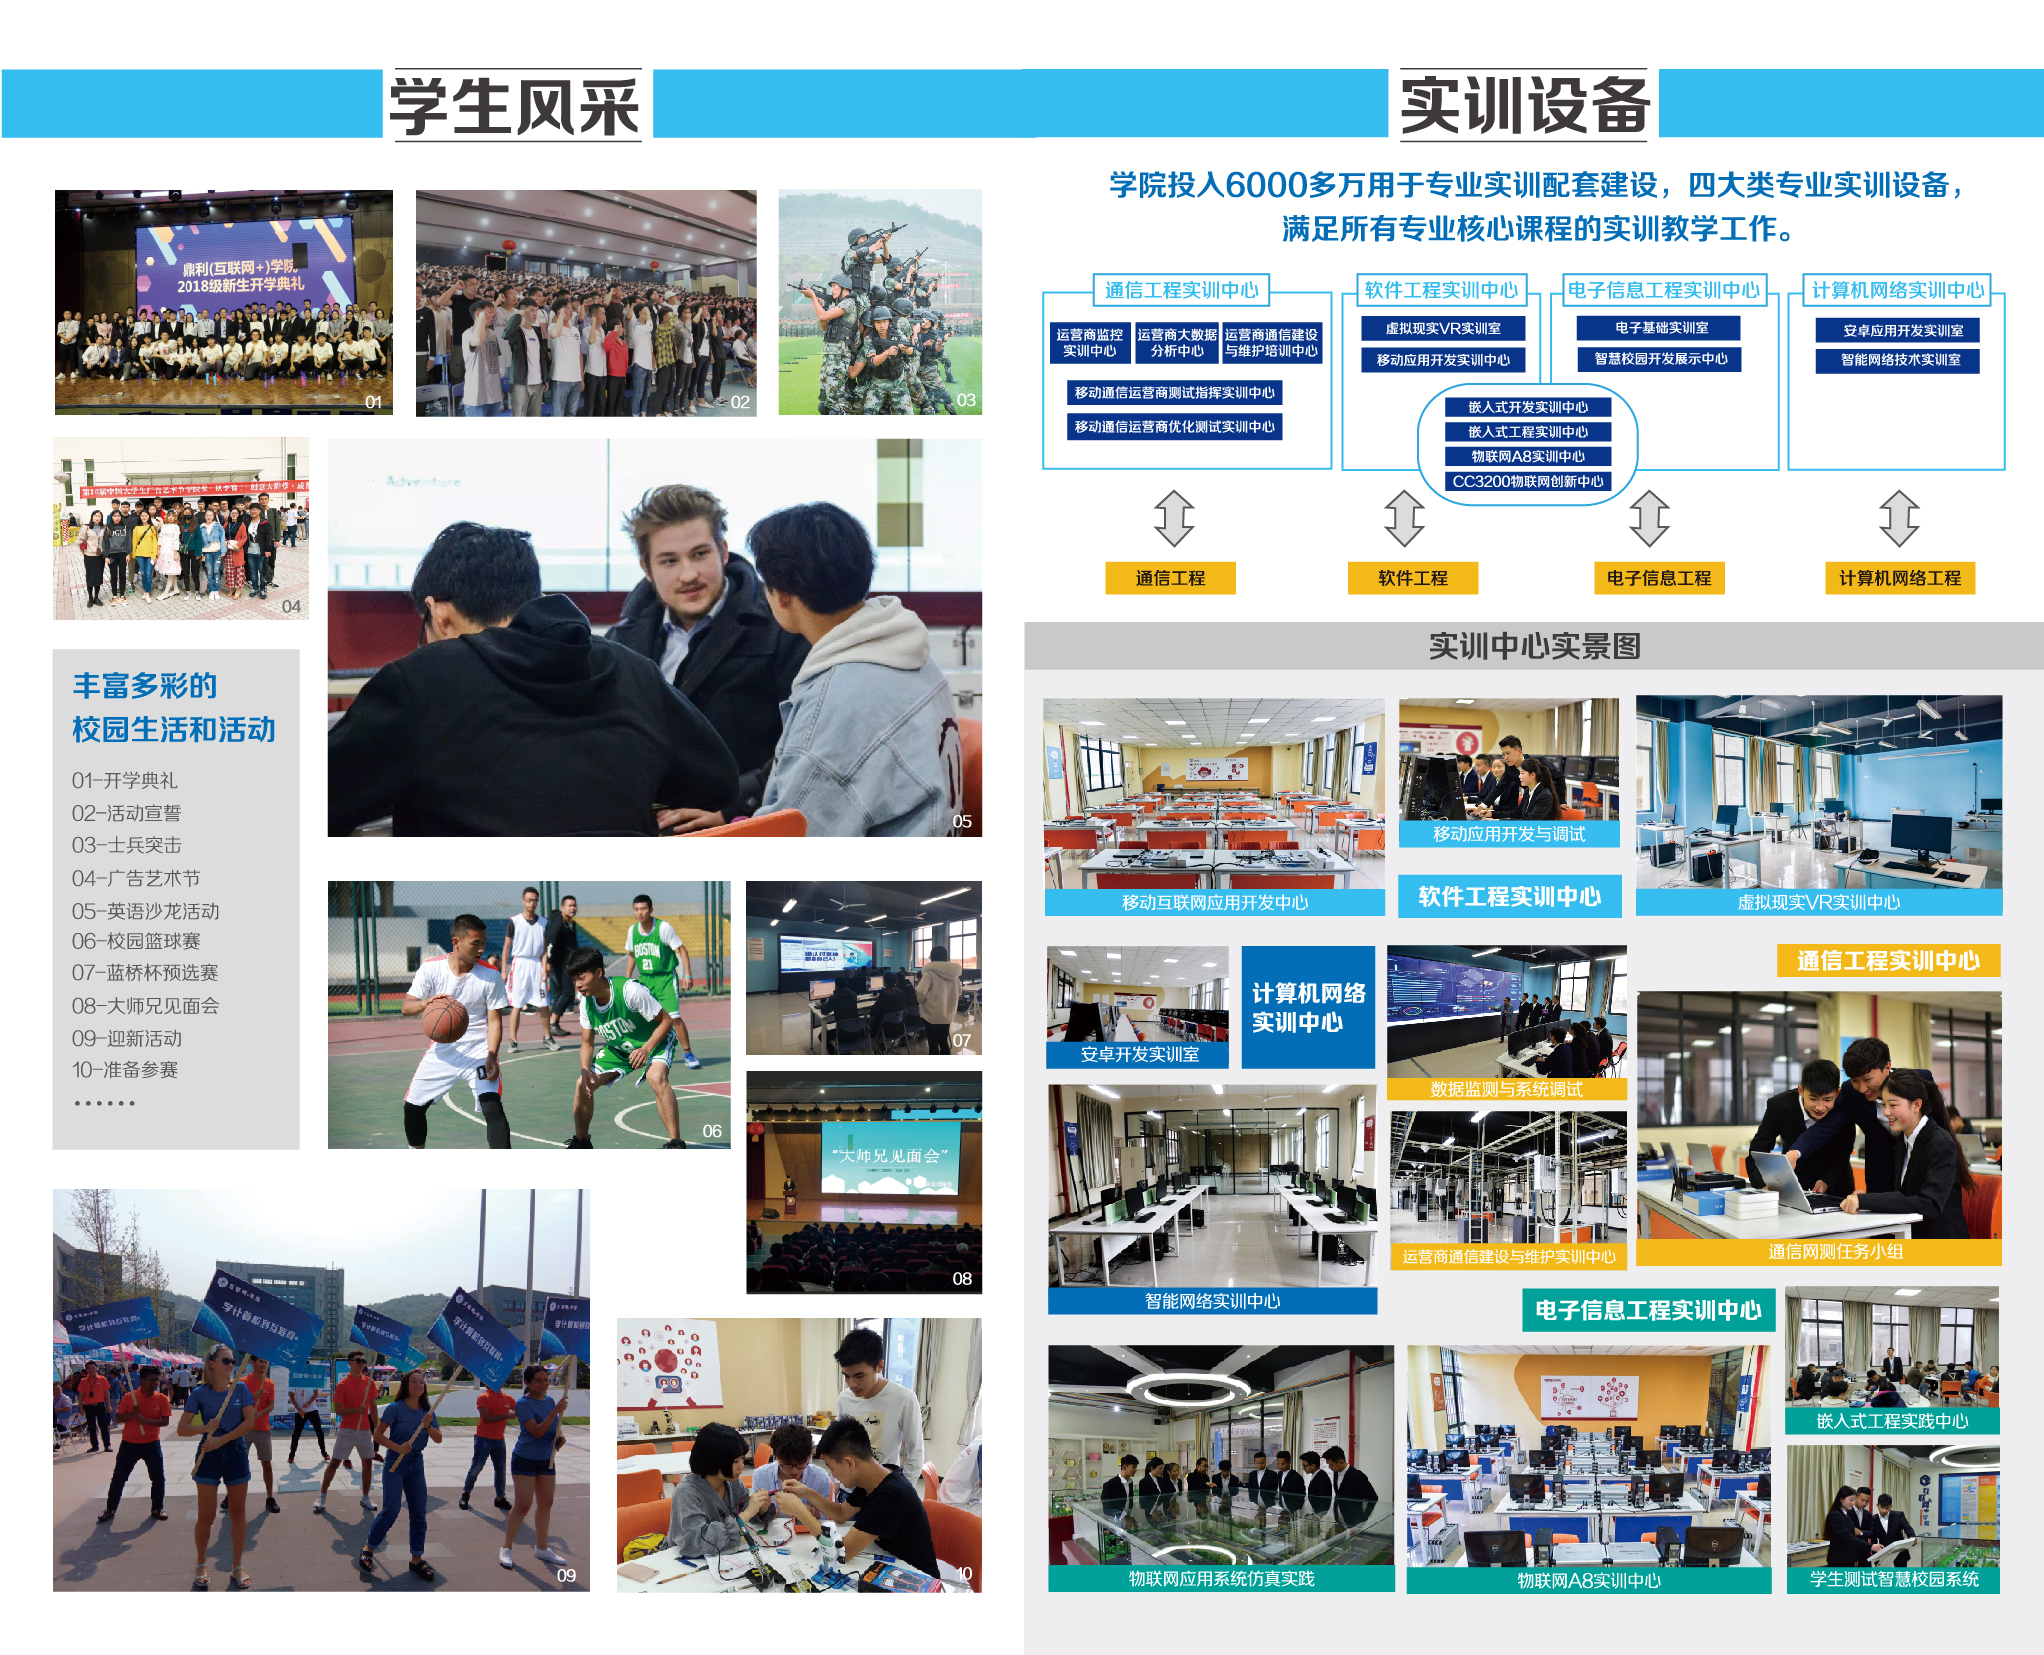 学生风采
鼎利(互联网+)学院
2018级新生开学典礼
01
02
03
04
Adventure
05
丰富多彩的
校园生活和活动
01-开学典礼
02-活动宣誓
03-士兵突击
04-广告艺术节
05-英语沙龙活动
06-校园篮球赛
07-蓝桥杯预选赛
08-大师兄见面会
09-迎新活动
10-准备参赛
······
BOSTON
21
BOSTON
06
07
“大师兄见面会”
08
09
10
实训设备
学院投入6000多万用于专业实训配套建设，四大类专业实训设备，
满足所有专业核心课程的实训教学工作。
通信工程实训中心
运营商监控
实训中心
运营商大数据
分析中心
运营商通信建设
与维护培训中心
移动通信运营商测试指挥实训中心
移动通信运营商优化测试实训中心
软件工程实训中心
虚拟现实VR实训室
移动应用开发实训中心
电子信息工程实训中心
电子基础实训室
智慧校园开发展示中心
嵌入式开发实训中心
嵌入式工程实训中心
物联网A8实训中心
CC3200物联网创新中心
计算机网络实训中心
安卓应用开发实训室
智能网络技术实训室
通信工程
软件工程
电子信息工程
计算机网络工程
实训中心实景图
移动互联网应用开发中心
移动应用开发与调试
软件工程实训中心
虚拟现实VR实训中心
安卓开发实训室
计算机网络
实训中心
数据监测与系统调试
通信工程实训中心
智能网络实训中心
运营商通信建设与维护实训中心
通信网测任务小组
电子信息工程实训中心
嵌入式工程实践中心
物联网应用系统仿真实践
物联网A8实训中心
学生测试智慧校园系统